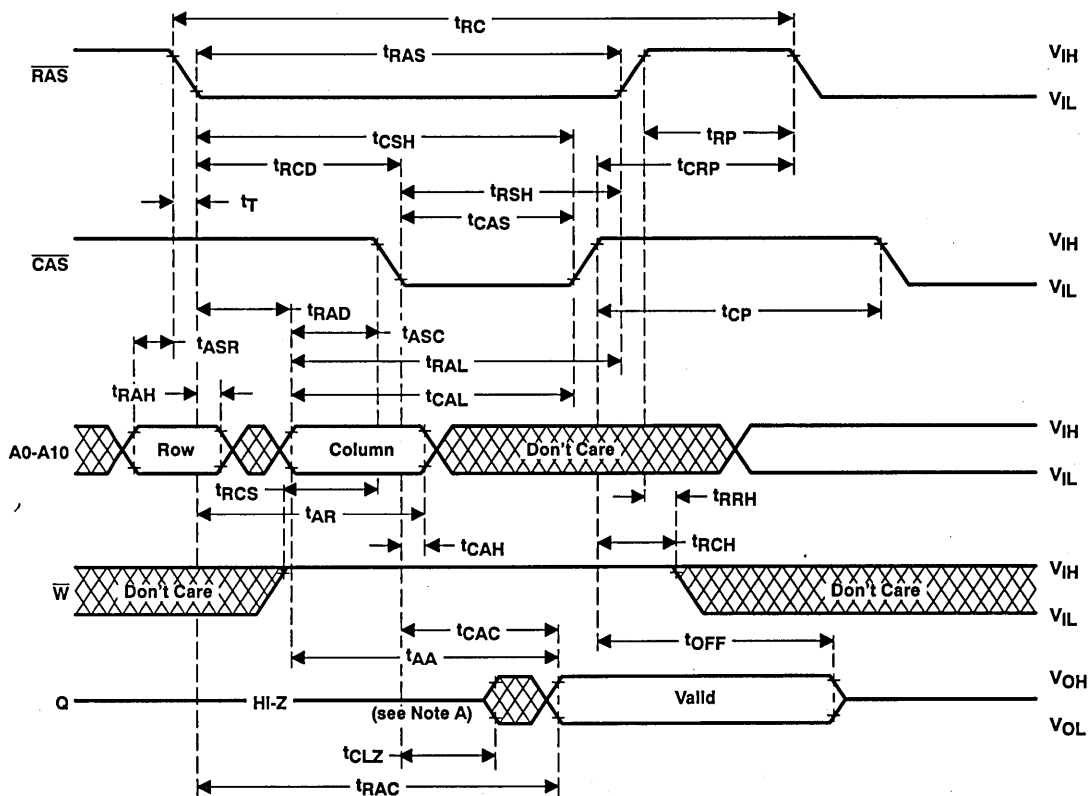 tRC
tRAS
RAS
VIH
VIL
tCSH
tRP
tRCD
tCRP
tRSH
tT
tCAS
CAS
VIH
VIL
tRAD
tCP
tASC
tASR
tRAL
tRAH
tCAL
A0-A10
Row
Column
Don't Care
VIH
VIL
tRCS
tRRH
tAR
tCAH
tRCH
W
Don't Care
Don't Care
VIH
VIL
tCAC
tOFF
tAA
Q
HI-Z
(see Note A)
Valid
VOH
VOL
tCLZ
tRAC